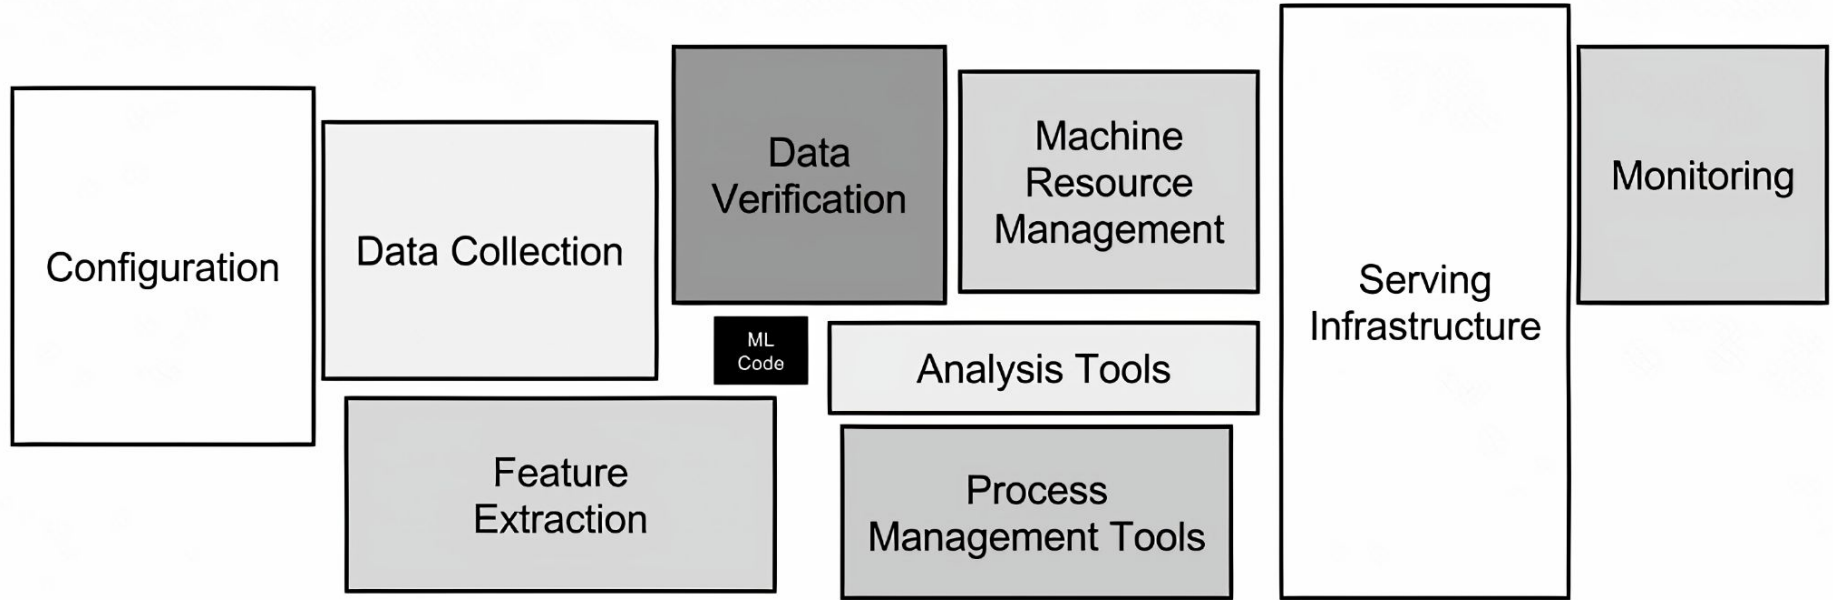 Configuration
Data Collection
Data
Verification
Machine
Resource
Management
Monitoring
Serving
Infrastructure
ML
Code
Analysis Tools
Feature
Extraction
Process
Management Tools